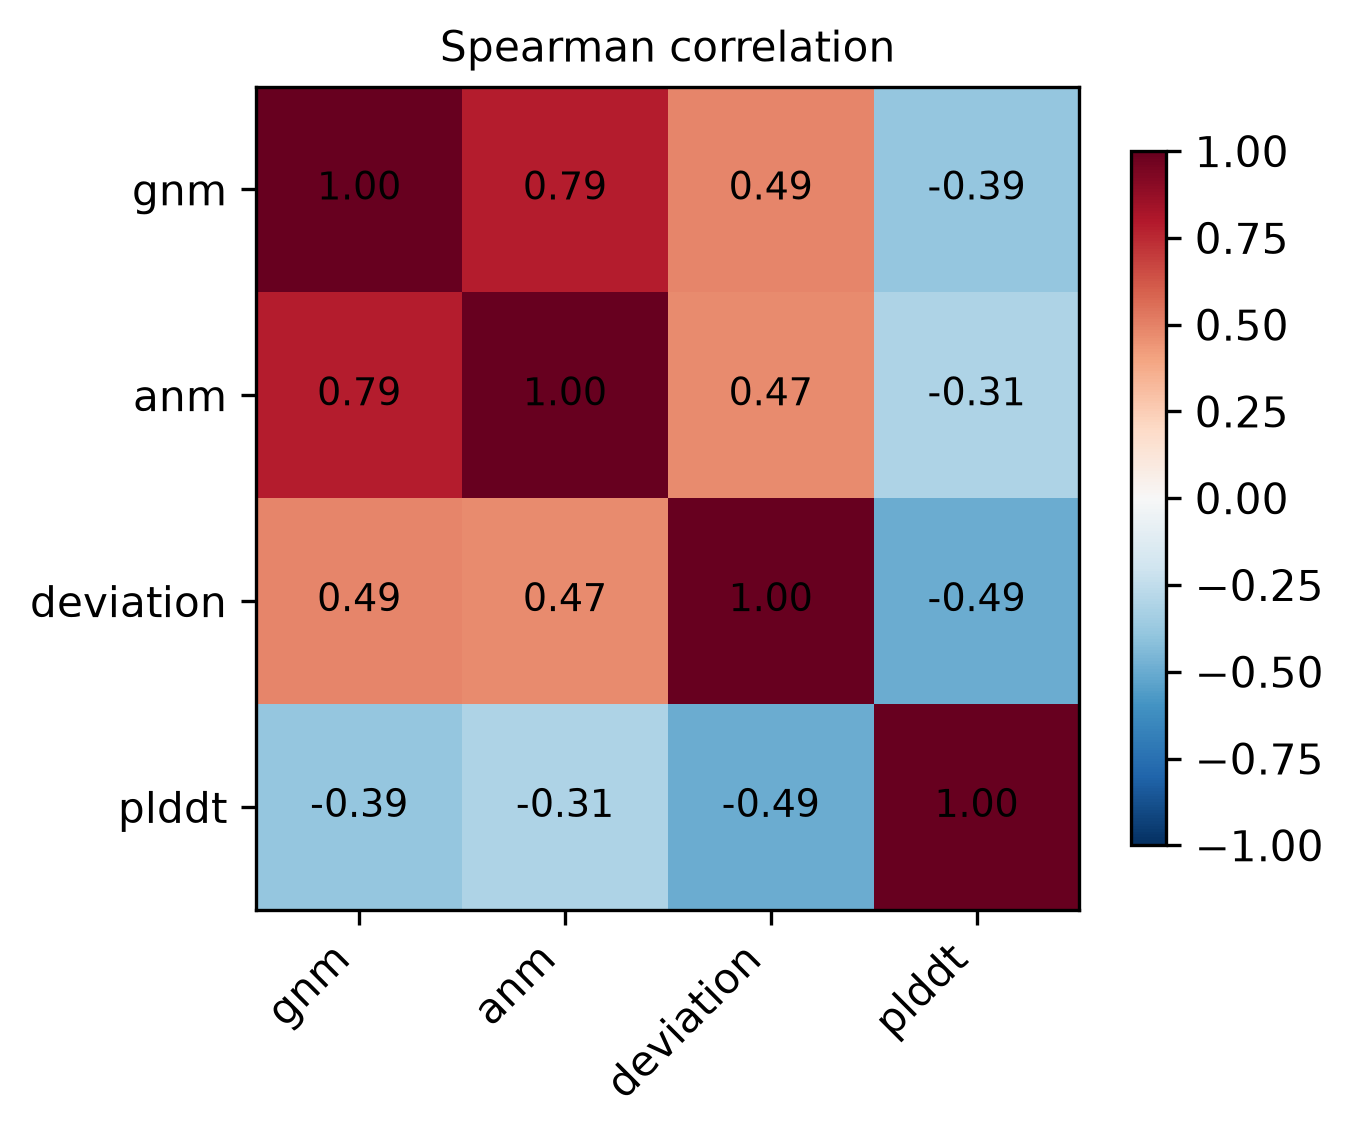 Spearman correlation
gnm 1.00 0.79 0.49 -0.39
anm 0.79 1.00 0.47 -0.31
deviation 0.49 0.47 1.00 -0.49
plddt -0.39 -0.31 -0.49 1.00
gnm anm deviation plddt
1.00
0.75
0.50
0.25
0.00
−0.25
−0.50
−0.75
−1.00